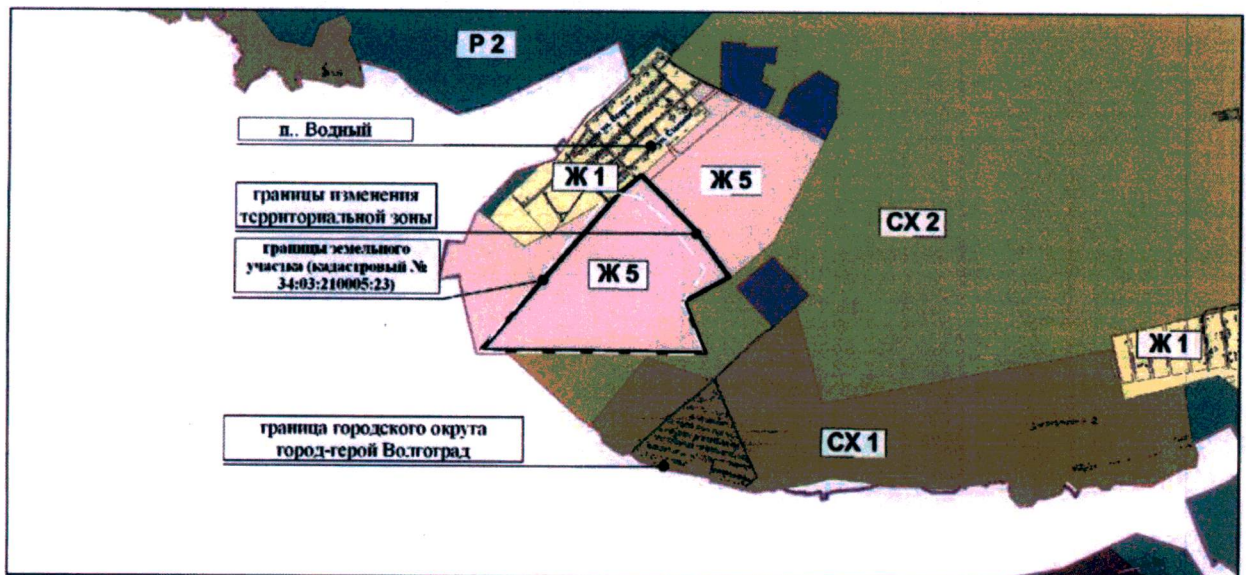 Р 2
п.. Водный
Ж 1
Ж 5
границы изменения
территориальной зоны
СХ 2
границы земельного
участка (кадастровый №
34:03:210005:23)
Ж 5
Ж 1
граница городского округа
город-герой Волгоград
СХ 1